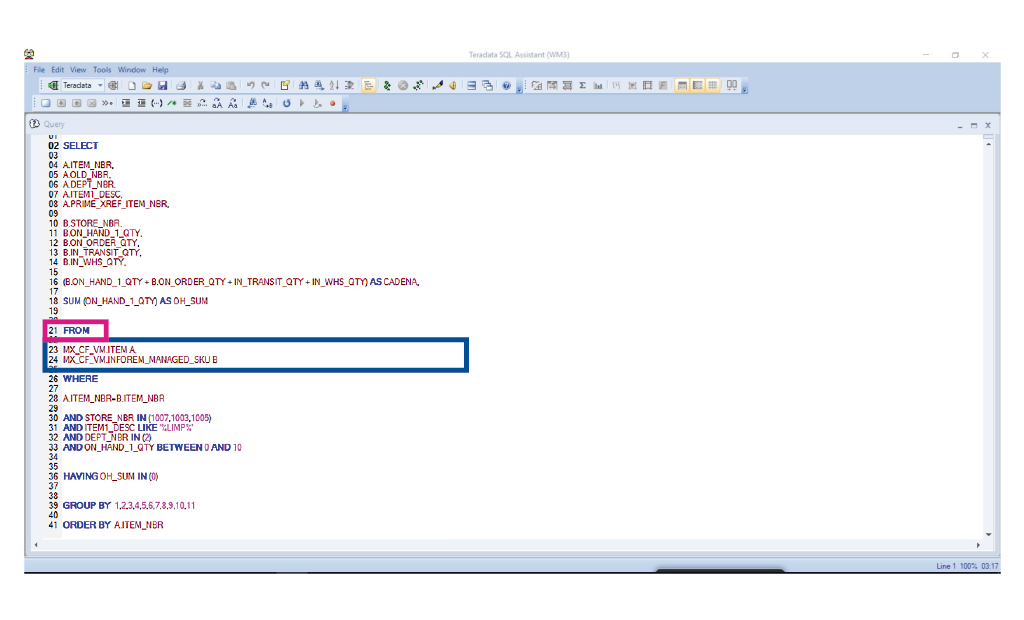 Teradata SQL Assistant (WM3)
File Edit View Tools Window Help
Teradata
Query
01
02 SELECT
03
04 A.ITEM_NBR,
05 A.OLD_NBR,
06 A.DEPT_NBR,
07 A.ITEM1_DESC,
08 A.PRIME_XREF_ITEM_NBR,
09
10 B.STORE_NBR,
11 B.ON_HAND_1_QTY,
12 B.ON_ORDER_QTY,
13 B.IN_TRANSIT_QTY,
14 B.IN_WHS_QTY,
15
16 (B.ON_HAND_1_QTY + B.ON_ORDER_QTY + IN_TRANSIT_QTY + IN_WHS_QTY) AS CADENA,
17
18 SUM (ON_HAND_1_QTY) AS OH_SUM
19
21 FROM
23 MX_CF_VM.ITEM A,
24 MX_CF_VM.INFOREM_MANAGED_SKU B
26 WHERE
27
28 A.ITEM_NBR=B.ITEM_NBR
29
30 AND STORE_NBR IN (1007,1003,1005)
31 AND ITEM1_DESC LIKE '%LIMP%'
32 AND DEPT_NBR IN (2)
33 AND ON_HAND_1_QTY BETWEEN 0 AND 10
34
35
36 HAVING OH_SUM IN (0)
37
38
39 GROUP BY 1,2,3,4,5,6,7,8,9,10,11
40
41 ORDER BY A.ITEM_NBR
Line 1 100% 03:17